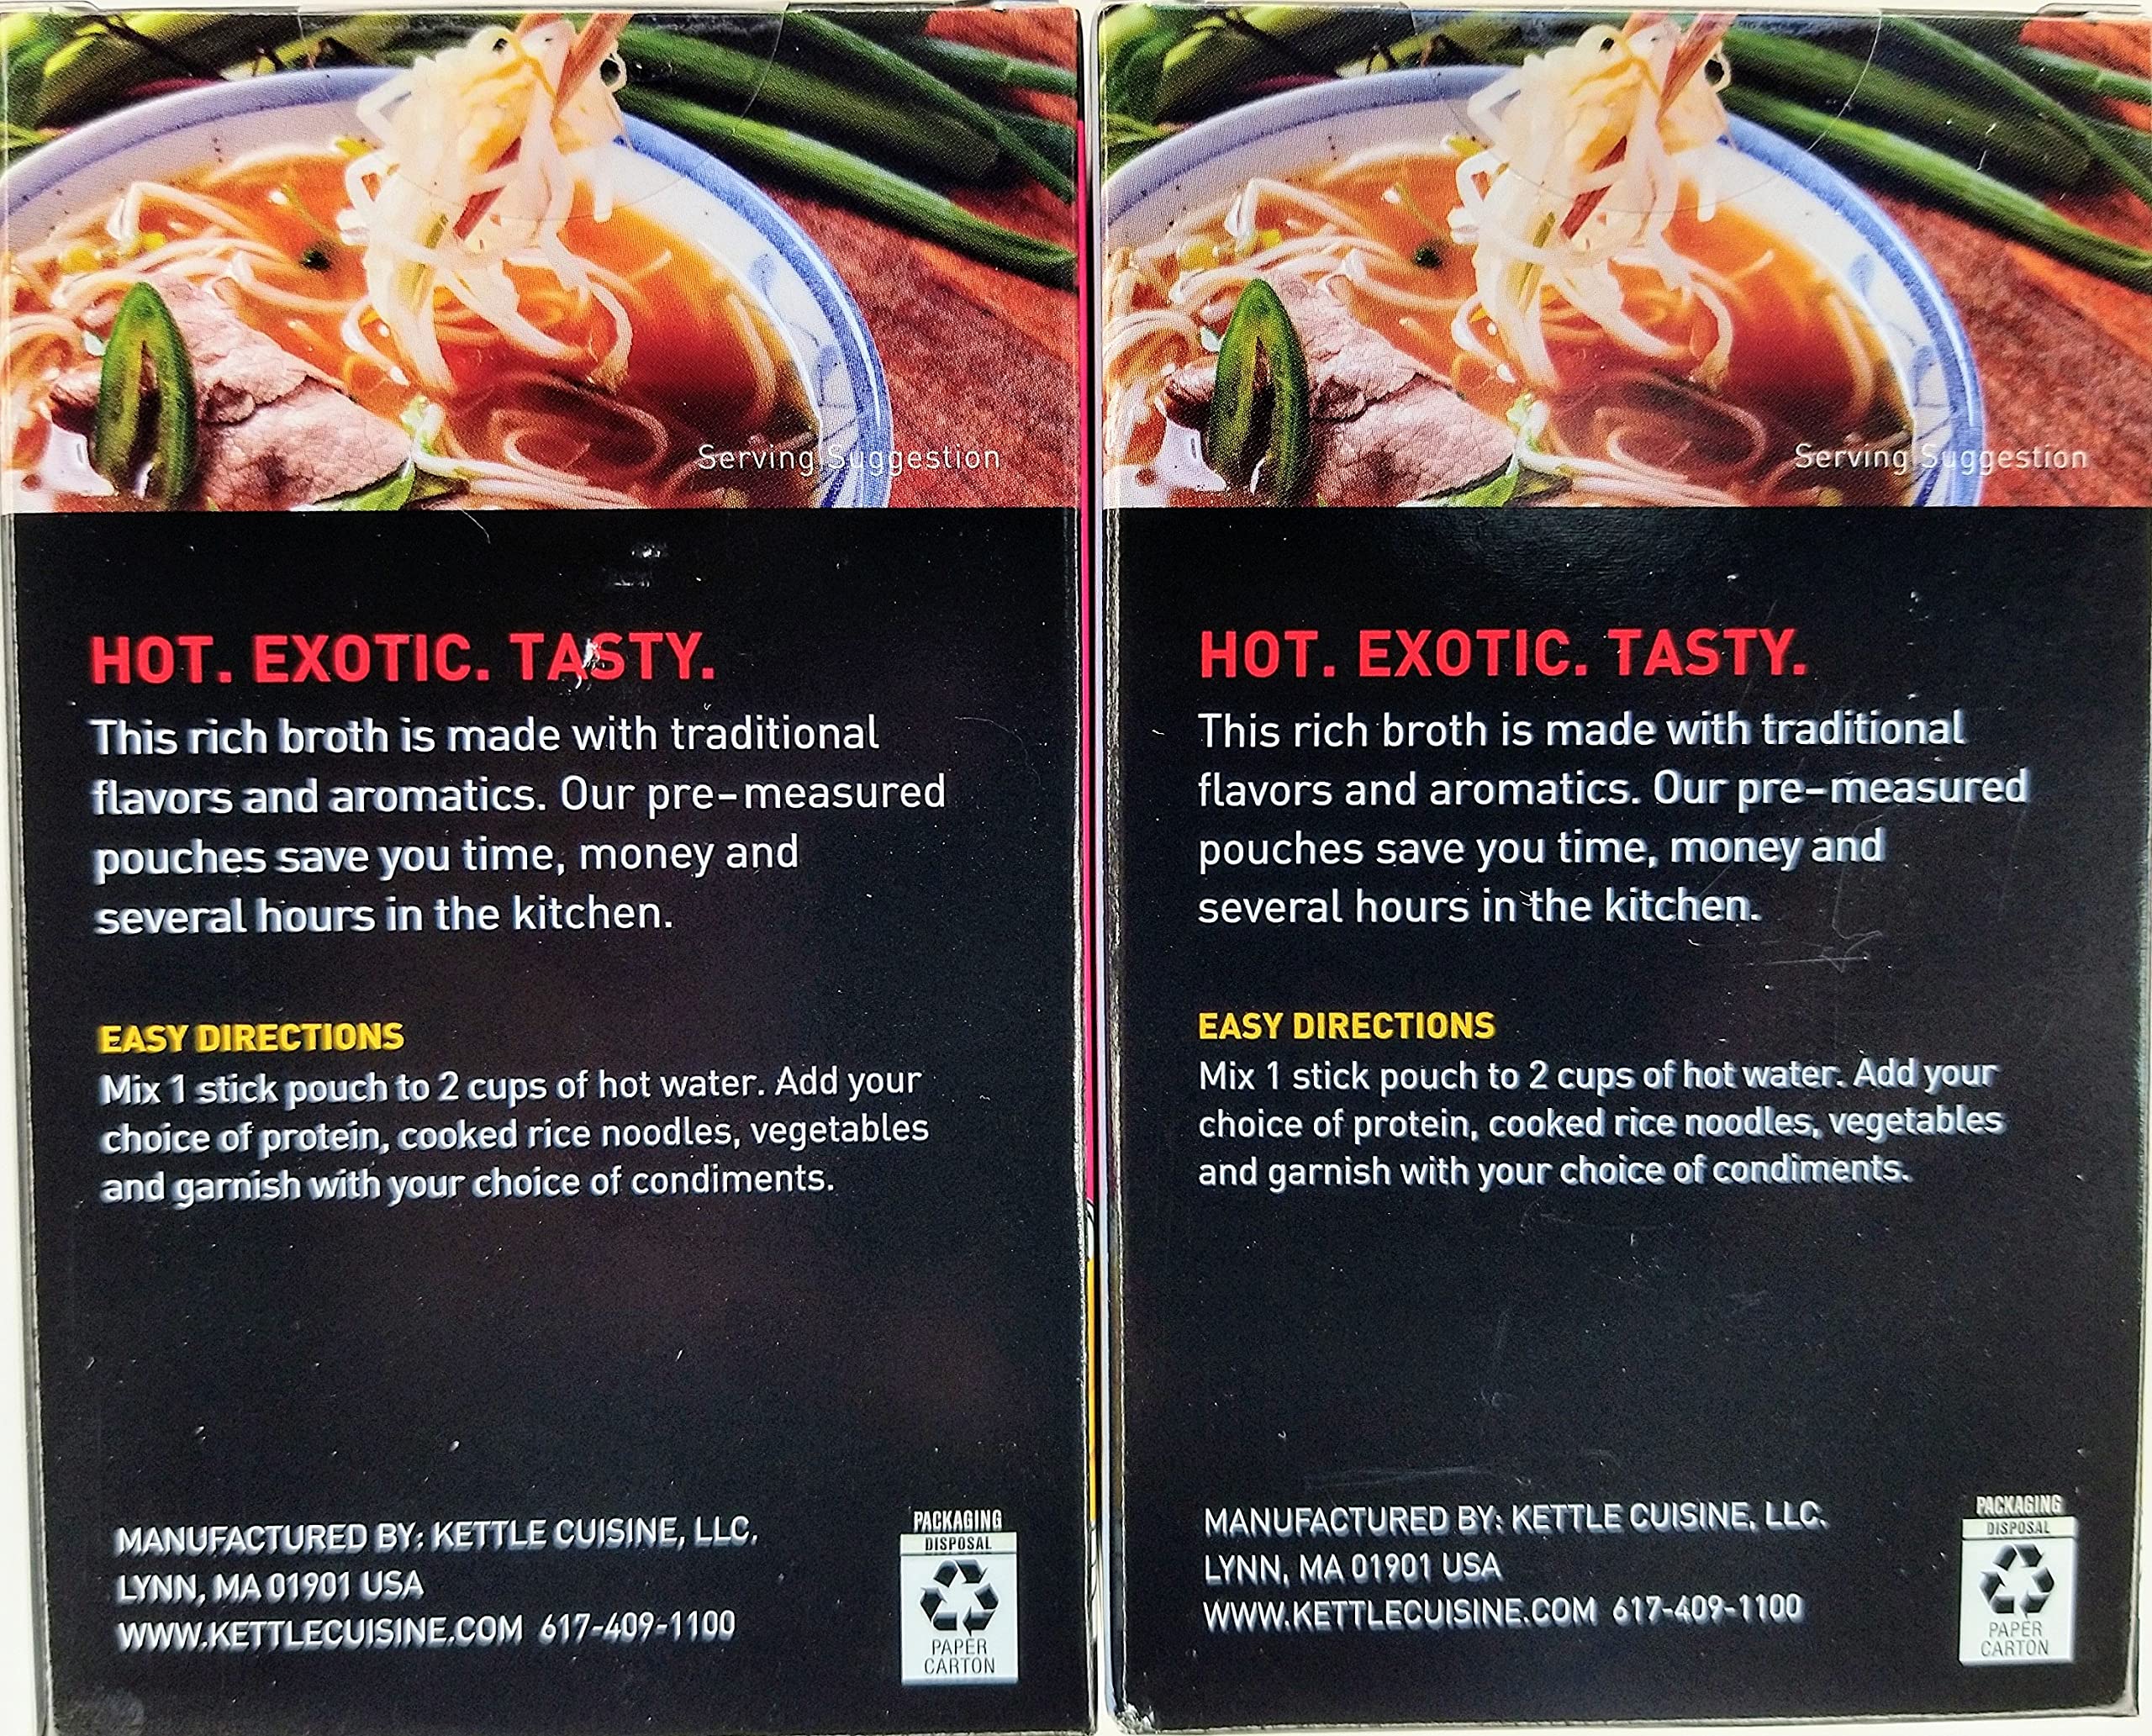 Serving Suggestion
HOT. EXOTIC. TASTY.
This rich broth is made with traditional
flavors and aromatics. Our pre-measured
pouches save you time, money and
several hours in the kitchen.
EASY DIRECTIONS
Mix 1 stick pouch to 2 cups of hot water. Add your
choice of protein, cooked rice noodles, vegetables
and garnish with your choice of condiments.
MANUFACTURED BY: KETTLE CUISINE, LLC.
LYNN, MA 01901 USA
WWW.KETTLECUISINE.COM 617-409-1100
PACKAGING
DISPOSAL
PAPER
CARTON
Serving Suggestion
HOT. EXOTIC. TASTY.
This rich broth is made with traditional
flavors and aromatics. Our pre-measured
pouches save you time, money and
several hours in the kitchen.
EASY DIRECTIONS
Mix 1 stick pouch to 2 cups of hot water. Add your
choice of protein, cooked rice noodles, vegetables
and garnish with your choice of condiments.
MANUFACTURED BY: KETTLE CUISINE, LLC.
LYNN, MA 01901 USA
WWW.KETTLECUISINE.COM 617-409-1100
PACKAGING
DISPOSAL
PAPER
CARTON